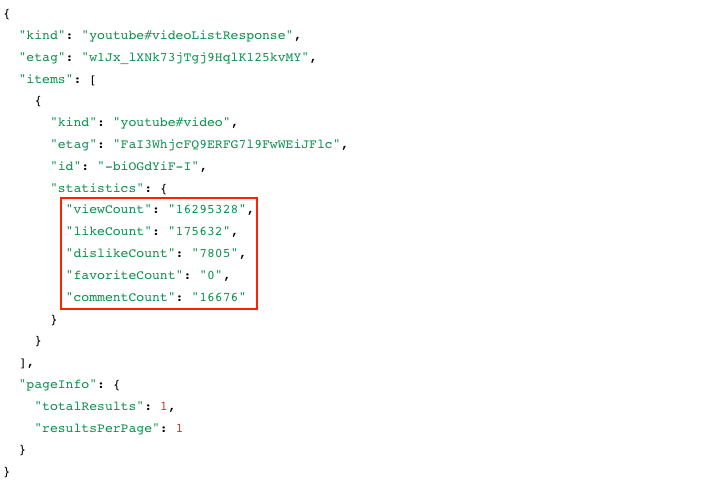 {
"kind": "youtube#videoListResponse",
"etag": "w1Jx_lXNk73jTgj9HqlKl25kvMY",
"items": [
{
"kind": "youtube#video",
"etag": "FaI3WhjcFQ9ERFG7l9FwWEiJFlc",
"id": "-biOGdYiF-I",
"statistics": {
"viewCount": "16295328",
"likeCount": "175632",
"dislikeCount": "7805",
"favoriteCount": "0",
"commentCount": "16676"
}
}
],
"pageInfo": {
"totalResults": 1,
"resultsPerPage": 1
}
}